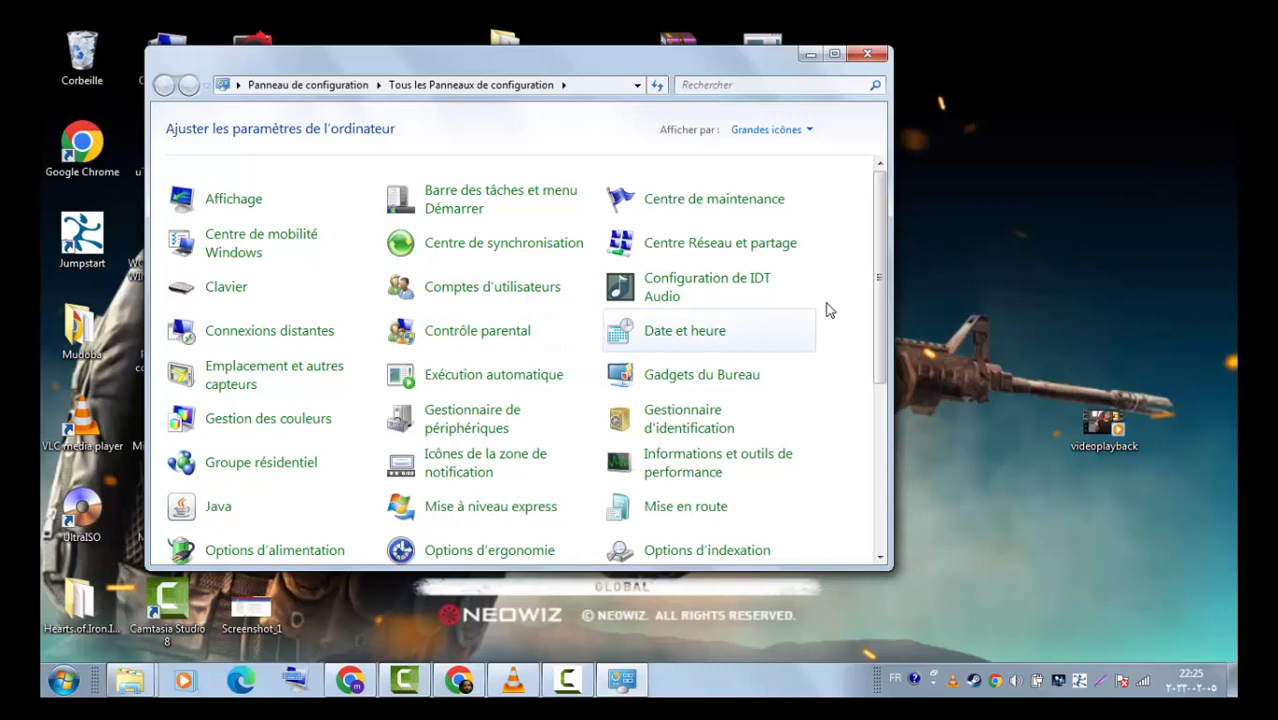 Corbeille
Google Chrome
Jumpstart
Mudoba
VLC media player
UltraISO
Hearts.of.Iron.I...
Camtasia Studio
8
Screenshot_1
videoplayback
Panneau de configuration
Tous les Panneaux de configuration
Rechercher
Ajuster les paramètres de l'ordinateur
Afficher par :
Grandes icônes
Affichage
Barre des tâches et menu
Démarrer
Centre de maintenance
Centre de mobilité
Windows
Centre de synchronisation
Centre Réseau et partage
Clavier
Comptes d'utilisateurs
Configuration de IDT
Audio
Connexions distantes
Contrôle parental
Date et heure
Emplacement et autres
capteurs
Exécution automatique
Gadgets du Bureau
Gestion des couleurs
Gestionnaire de
périphériques
Gestionnaire
d'identification
Groupe résidentiel
Icônes de la zone de
notification
Informations et outils de
performance
Java
Mise à niveau express
Mise en route
Options d'alimentation
Options d'ergonomie
Options d'indexation
GLOBAL
NEOWIZ
© NEOWIZ. ALL RIGHTS RESERVED.
FR
22:25
٢٠٢٣-٠٢-٠٥